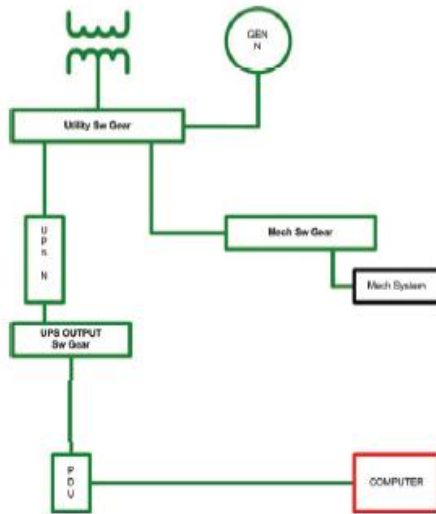 GEN
N
Utility Sw Gear
U
P
s
N
Mech Sw Gear
Mech System
UPS OUTPUT
Sw Gear
P
D
U
COMPUTER